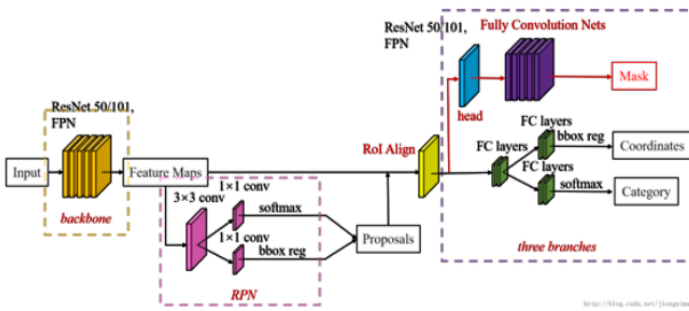 ResNet 50/101,
FPN
Input
backbone
Feature Maps
3×3 conv
1×1 conv
softmax
1×1 conv
bbox reg
RPN
Proposals
RoI Align
ResNet 50/101,
FPN
Fully Convolution Nets
head
Mask
FC layers
FC layers
bbox reg
Coordinates
FC layers
softmax
Category
three branches